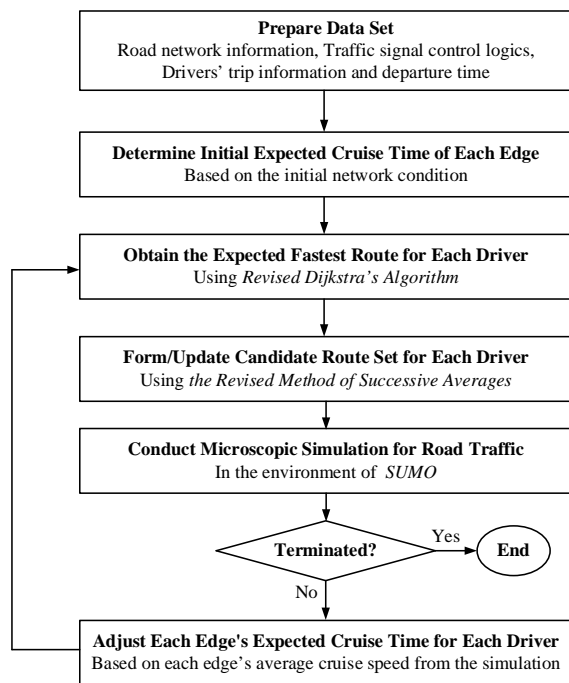 Prepare Data Set
Road network information, Traffic signal control logics,
Drivers' trip information and departure time
Determine Initial Expected Cruise Time of Each Edge
Based on the initial network condition
Obtain the Expected Fastest Route for Each Driver
Using Revised Dijkstra's Algorithm
Form/Update Candidate Route Set for Each Driver
Using the Revised Method of Successive Averages
Conduct Microscopic Simulation for Road Traffic
In the environment of SUMO
Terminated?
Yes
End
No
Adjust Each Edge's Expected Cruise Time for Each Driver
Based on each edge's average cruise speed from the simulation